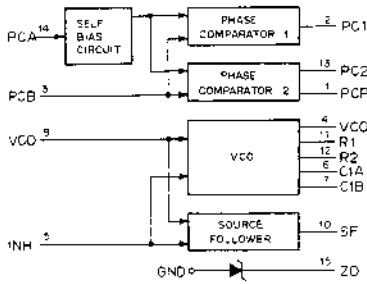 PCA 14
SELF
BIAS
CIRCUIT
PHASE
COMPARATOR 1
2 PC1
PCB 3
PHASE
COMPARATOR 2
13 PC2
1 PCP
VCO 9
VCO
4 VCO
11 R1
12 R2
6 C1A
7 C1B
INH 5
SOURCE
FOLLOWER
10 SF
GND
15 ZD